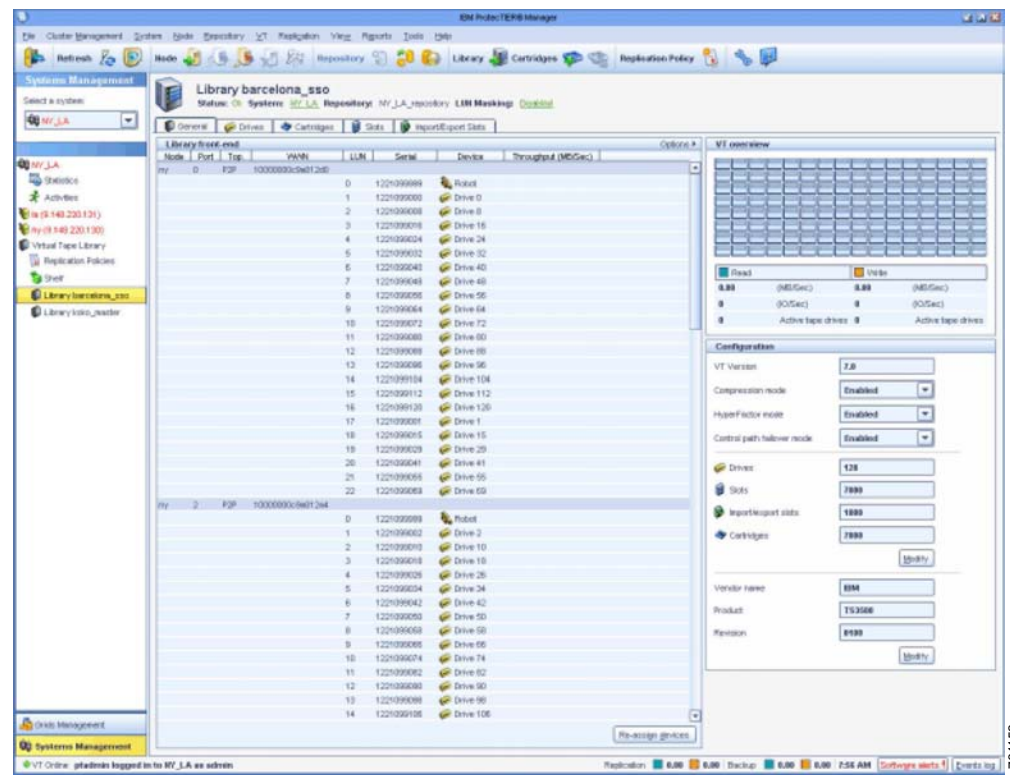 IBM ProtecTIER® Manager
File Cluster Management System Node Repository VT Replication View Reports Tools Help
Refresh Node Repository Library Cartridges Replication Policy
Systems Management
Select a system:
NY_LA
NY_LA
Statistics
Activities
la (9.148.220.131)
ny (9.148.220.130)
Virtual Tape Library
Replication Policies
Shelf
Library barcelona_sso
Library koko_master
Grids Management
Systems Management
Library barcelona_sso
Status: Ok System: NY_LA Repository: NY_LA_repository LUN Masking: Disabled
General Drives Cartridges Slots Import/Export Slots
Library front-end Options
Node Port Top. WWN LUN Serial Device Throughput (MB/Sec)
ny 0 P2P
0 Robot
1 Drive 0
2 Drive 8
3 Drive 16
4 1221099024 Drive 24
5 1221099032 Drive 32
6 1221099040 Drive 40
7 1221099048 Drive 48
8 1221099056 Drive 56
9 1221099064 Drive 64
10 1221099072 Drive 72
11 1221099080 Drive 80
12 1221099088 Drive 88
13 1221099096 Drive 96
14 1221099104 Drive 104
15 1221099112 Drive 112
16 1221099120 Drive 120
17 1221099001 Drive 1
18 1221099015 Drive 15
19 1221099029 Drive 29
20 1221099041 Drive 41
21 1221099055 Drive 55
22 1221099069 Drive 69
ny 2 P2P
0 Robot
1 1221099002 Drive 2
2 1221099010 Drive 10
3 1221099018 Drive 18
4 1221099026 Drive 26
5 1221099034 Drive 34
6 1221099042 Drive 42
7 1221099050 Drive 50
8 1221099058 Drive 58
9 1221099066 Drive 66
10 1221099074 Drive 74
11 1221099082 Drive 82
12 1221099090 Drive 90
13 1221099098 Drive 98
14 1221099106 Drive 106
Re-assign devices
VT overview
Read Write
0.00 (MB/Sec) 0.00 (MB/Sec)
0 (IO/Sec) 0 (IO/Sec)
0 Active tape drives 0 Active tape drives
Configuration
VT Version 7.0
Compression mode Enabled
HyperFactor mode Enabled
Control path failover mode Enabled
Drives 128
Slots 7000
Import/export slots 1000
Cartridges 7000
Modify
Vendor name IBM
Product TS3500
Revision 0100
Modify
VT Online ptadmin logged in to NY_LA as admin
Replication 0.00 0.00 Backup 0.00 0.00 7:56 AM Software alerts ! Events log